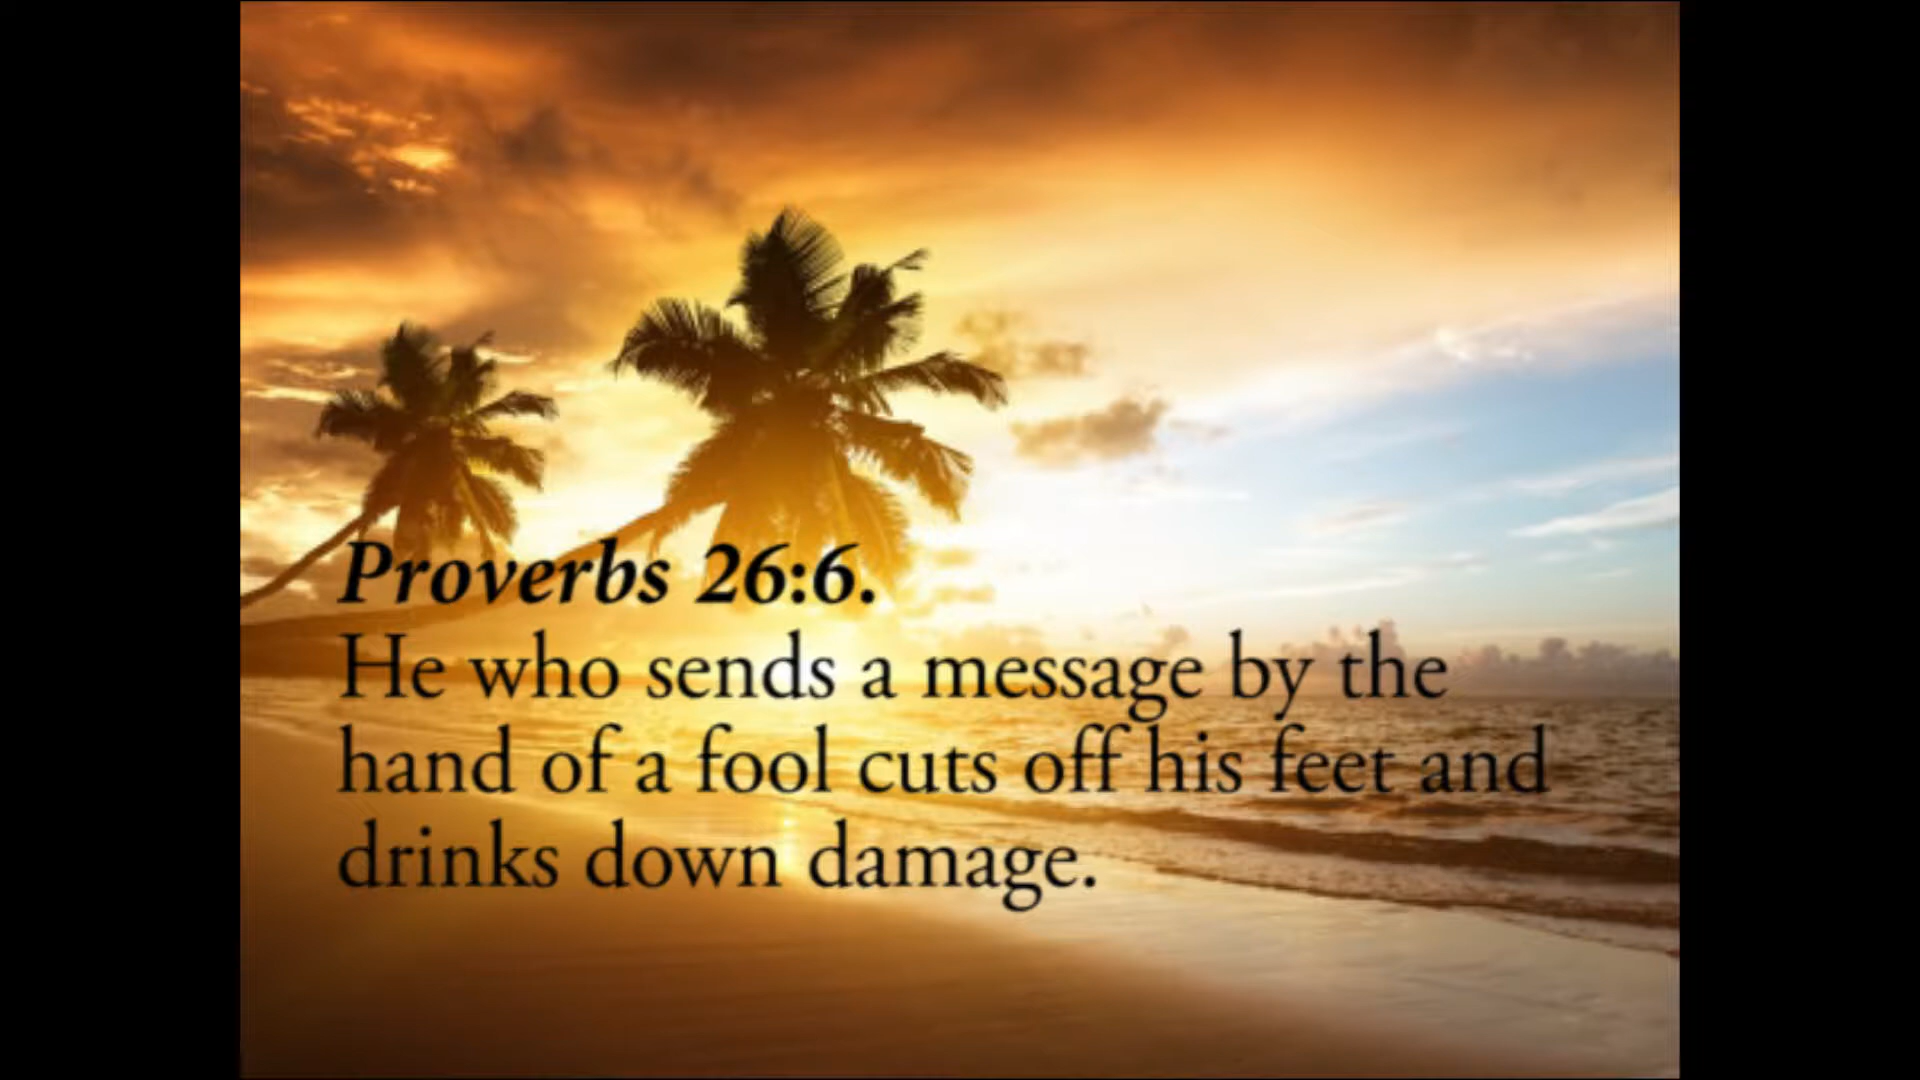 Proverbs 26:6.
He who sends a message by the
hand of a fool cuts off his feet and
drinks down damage.